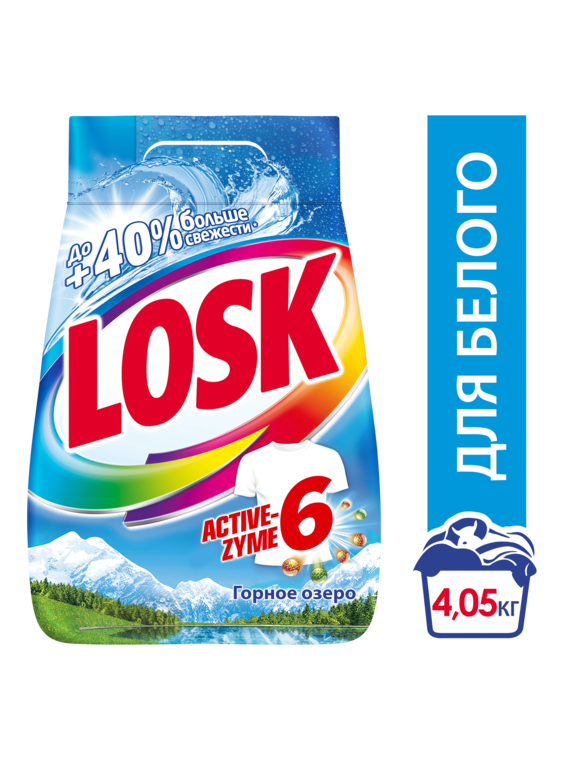 До
+40% больше
свежести*
LOSK
ACTIVE-
ZYME 6
Горное озеро
ДЛЯ БЕЛОГО
4,05КГ